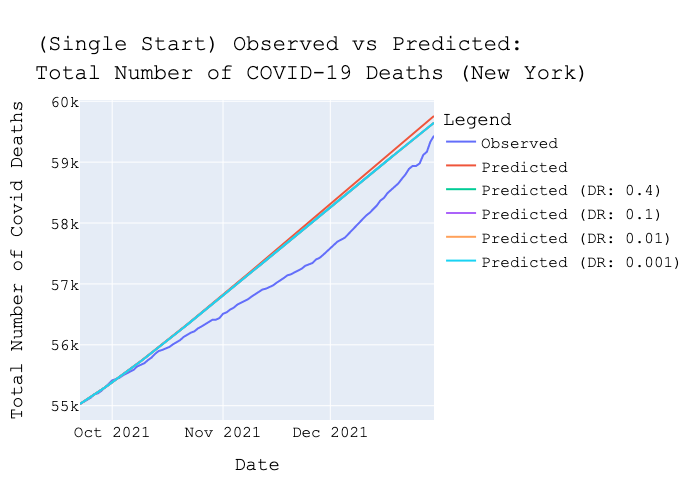 (Single Start) Observed vs Predicted:
Total Number of COVID-19 Deaths (New York)
Total Number of Covid Deaths
60k
59k
58k
57k
56k
55k
Oct 2021
Nov 2021
Dec 2021
Date
Legend
Observed
Predicted
Predicted (DR: 0.4)
Predicted (DR: 0.1)
Predicted (DR: 0.01)
Predicted (DR: 0.001)